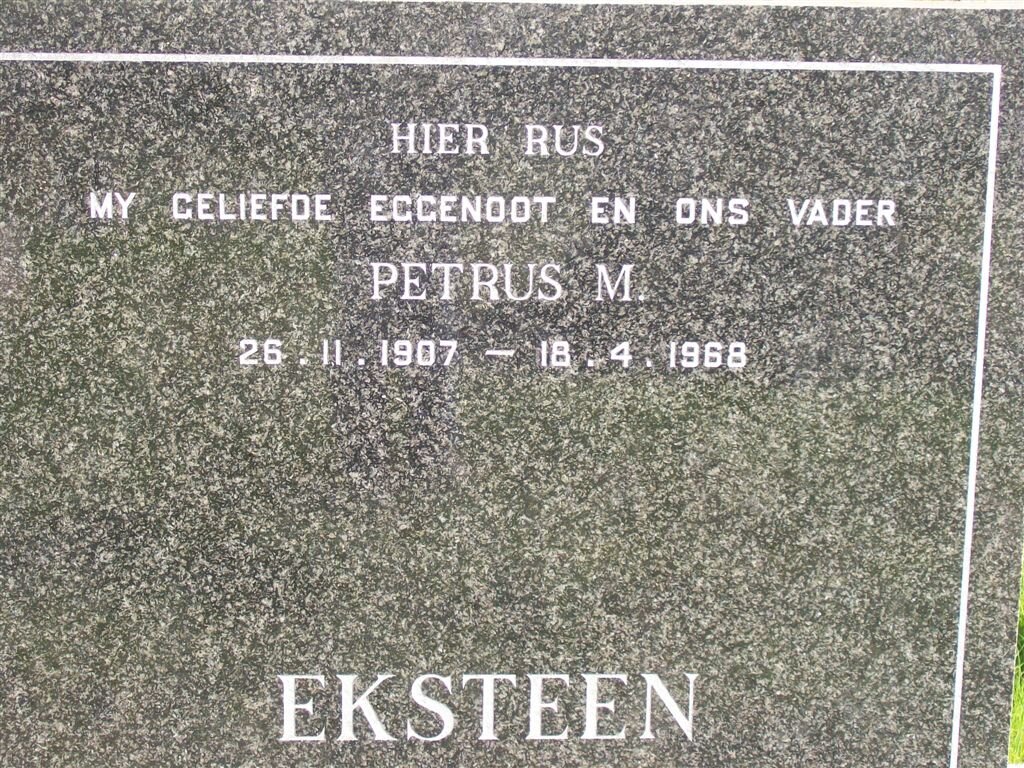 HIER RUS
MY GELIEFDE EGGENOOT EN ONS VADER
PETRUS M.
26.11.1907 – 18.4.1968
EKSTEEN